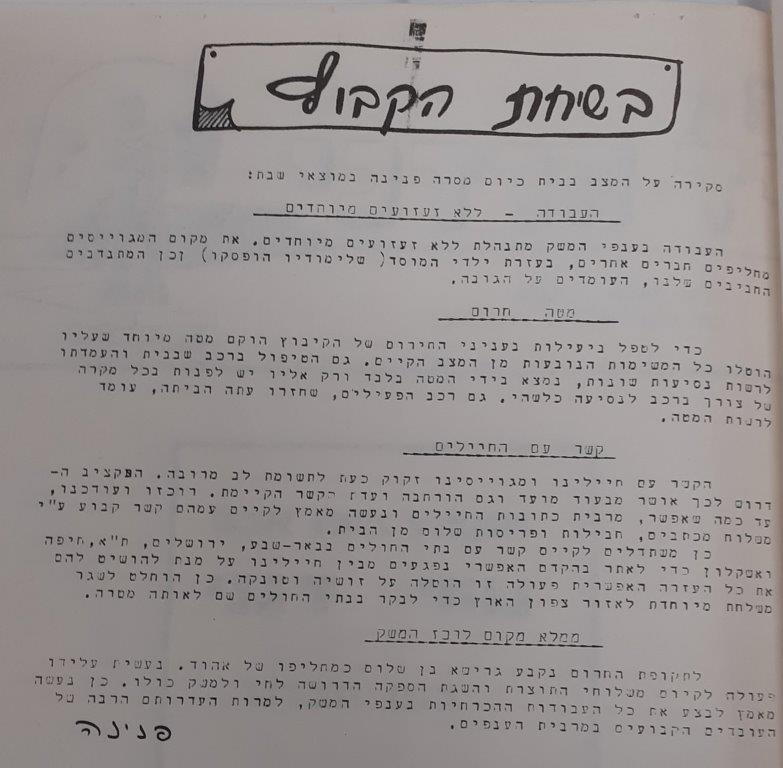 בשיחת הקבוץ
סקירה על המצב בבית כיום מסרה פנינה במוצאי שבת:
העבודה - ללא זעזועים מיוחדים
העבודה בענפי המשק מתנהלת ללא זעזועים מיוחדים. את מקום המגוייסים
מחליפים חברים אחרים, בעזרת ילדי המוסד( שלימודיו הופסקו) וכן המתנדבים
החביבים שלנו, העומדים על הגובה.
מטה חרום
כדי לטפל ביעילות בעניני החירום של הקיבוץ הוקם מטה מיוחד שעליו
הוטלו כל המשימות הנובעות מן המצב הקיים. גם הטיפול ברכב שבבית והעמדתו
לרשות נסיעות שונות, נמצא בידי המטה בלבד ורק אליו יש לפנות בכל מקרה
של צורך ברכב לנסיעה כלשהי. גם רכב הפעילים, שחזרו עתה הביתה, עומד
לרשות המטה.
קשר עם החיילים
הקשר עם חיילינו ומגוייסינו זקוק כעת לתשומת לב מרובה. התקציב ה-
דרוש לכך אושר מבעוד מועד וגם הורחבה ועדת הקשר הקיימת. רוכזו ועודכנו,
עד כמה שאפשר, מרבית כתובות החיילים ונעשה מאמץ לקיים עמהם קשר קבוע ע"י
משלוח מכתבים, חבילות ופריסות שלום מן הבית.
כן משתדלים לקיים קשר עם בתי החולים בבאר-שבע, ירושלים, ת"א,חיפה
ואשקלון כדי לאתר בהקדם האפשרי נפגעים מבין חיילינו על מנת להושיט להם
את כל העזרה האפשרית פעולה זו הוטלה על זושיה וטונקה. כן הוחלט לשגר
משלחת מיוחדת לאזור צפון הארץ כדי לבקר בבתי החולים שם לאותה מטרה.
ממלא מקום לרכז המשק
לתקופת החרום נקבע גרישא בן שלום כמחליפו של אהוד. נעשית עלידו
פעולה לקיום משלוחי התוצרת והשגת הספקה הדרושה לחי ולמשק כולו. כן נעשה
מאמץ לבצע את כל העבודות ההכרחיות בענפי המשק, למרות העדרותם הרבה של
העובדים הקבועים במרבית הענפים.
פנינה